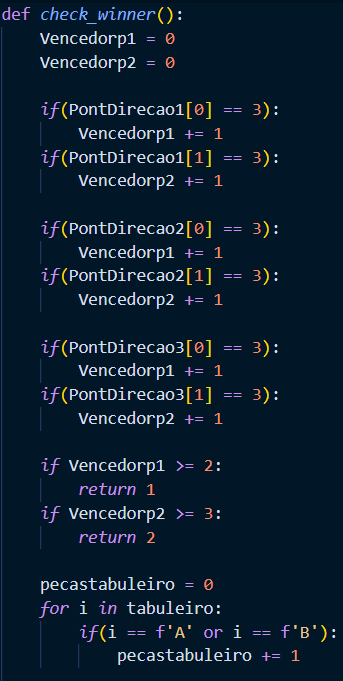 def check_winner():
    Vencedorp1 = 0
    Vencedorp2 = 0

    if(PontDirecao1[0] == 3):
        Vencedorp1 += 1
    if(PontDirecao1[1] == 3):
        Vencedorp2 += 1

    if(PontDirecao2[0] == 3):
        Vencedorp1 += 1
    if(PontDirecao2[1] == 3):
        Vencedorp2 += 1

    if(PontDirecao3[0] == 3):
        Vencedorp1 += 1
    if(PontDirecao3[1] == 3):
        Vencedorp2 += 1

    if Vencedorp1 >= 2:
        return 1
    if Vencedorp2 >= 3:
        return 2

    pecastabuleiro = 0
    for i in tabuleiro:
        if(i == f'A' or i == f'B'):
            pecastabuleiro += 1